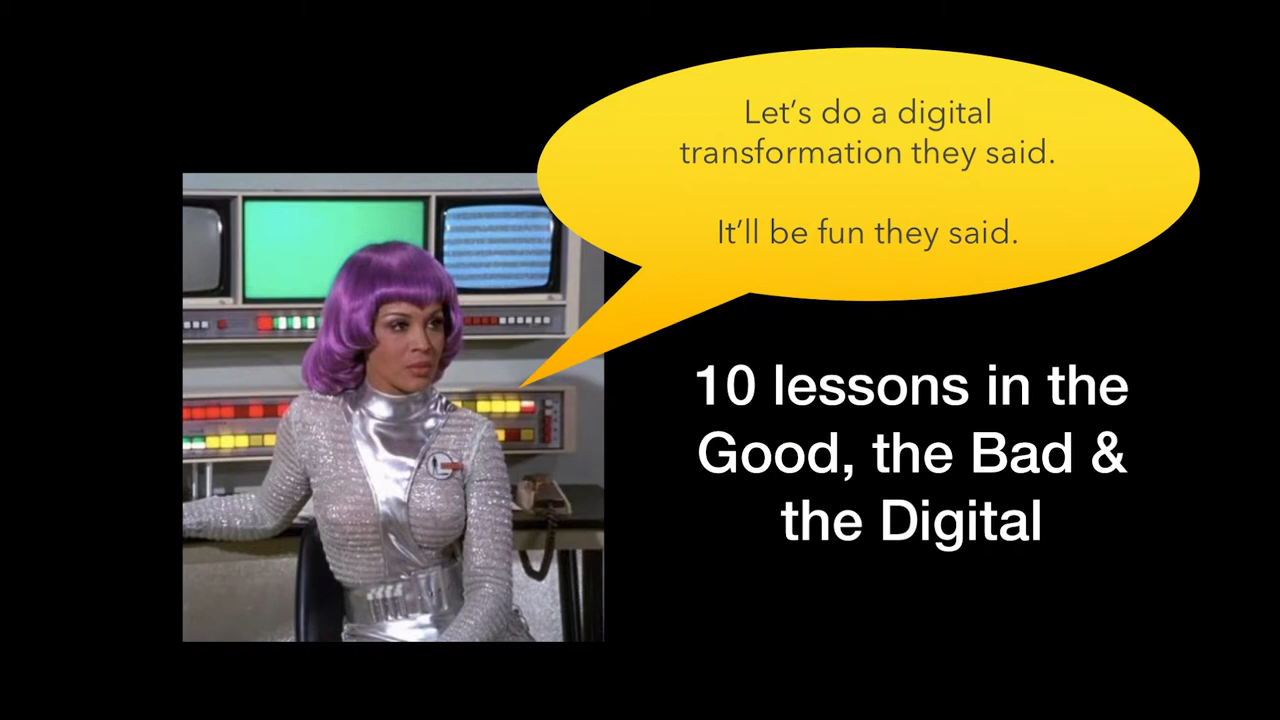 Let's do a digital
transformation they said.
It'll be fun they said.
10 lessons in the
Good, the Bad &
the Digital